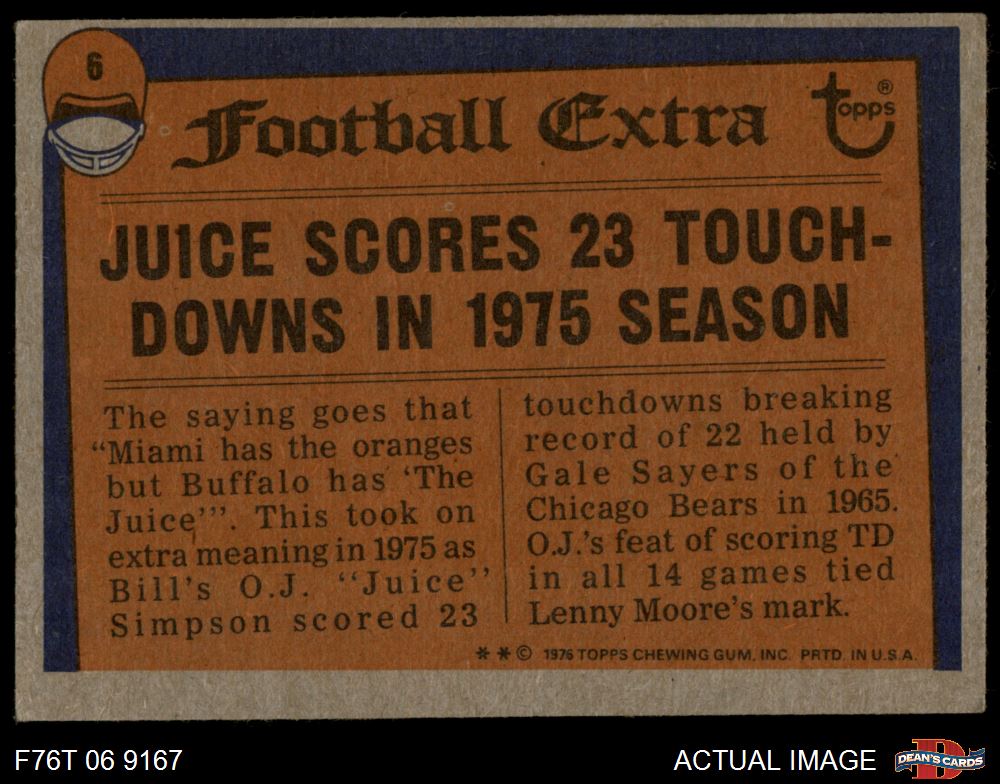 6
Football Extra
topps ®
JUICE SCORES 23 TOUCH-
DOWNS IN 1975 SEASON
The saying goes that
“Miami has the oranges
but Buffalo has ‘The
Juice’”. This took on
extra meaning in 1975 as
Bill's O.J. “Juice”
Simpson scored 23
touchdowns breaking
record of 22 held by
Gale Sayers of the
Chicago Bears in 1965.
O.J.'s feat of scoring TD
in all 14 games tied
Lenny Moore's mark.
**© 1976 TOPPS CHEWING GUM, INC. PRTD. IN U.S.A.
F76T 06 9167
ACTUAL IMAGE
D
DEAN'S CARDS